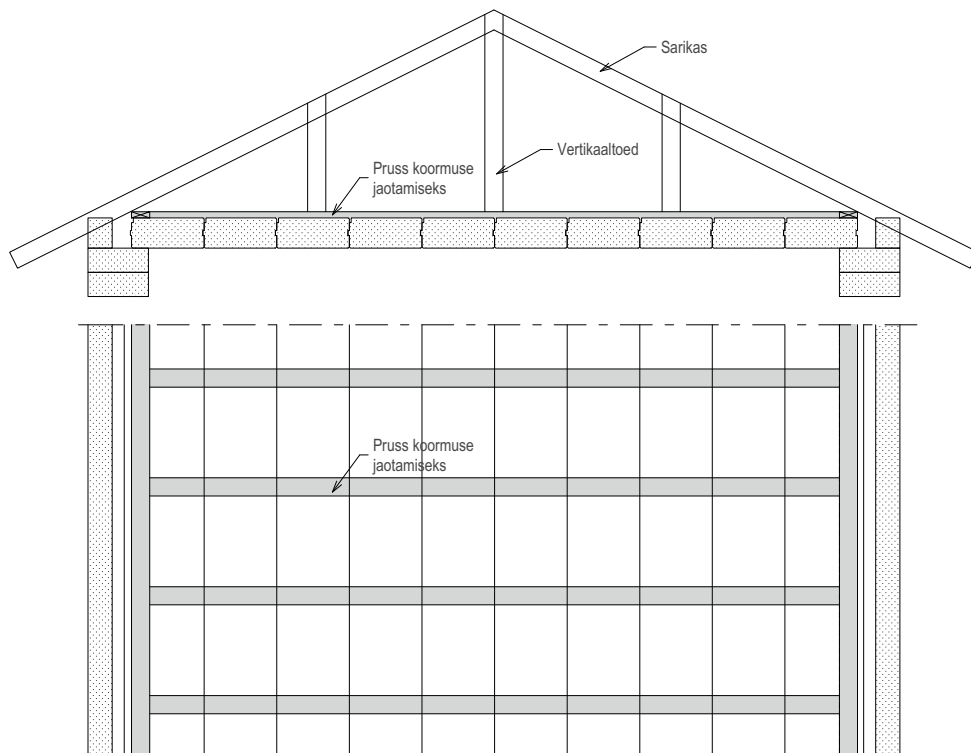 Sarikas
Vertikaaltoed
Pruss koormuse
jaotamiseks
Pruss koormuse
jaotamiseks